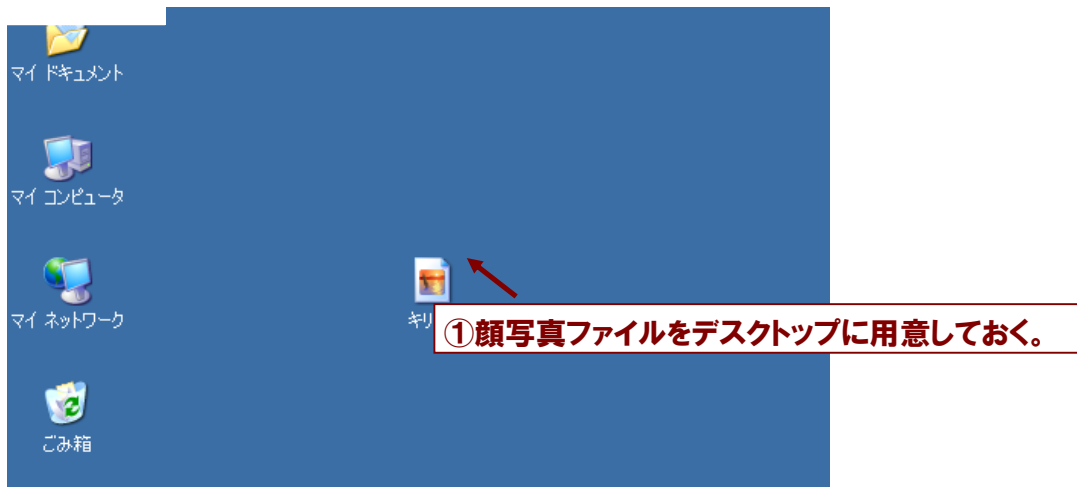 マイ ドキュメント
マイ コンピュータ
マイ ネットワーク
キリ
①顔写真ファイルをデスクトップに用意しておく。
ごみ箱